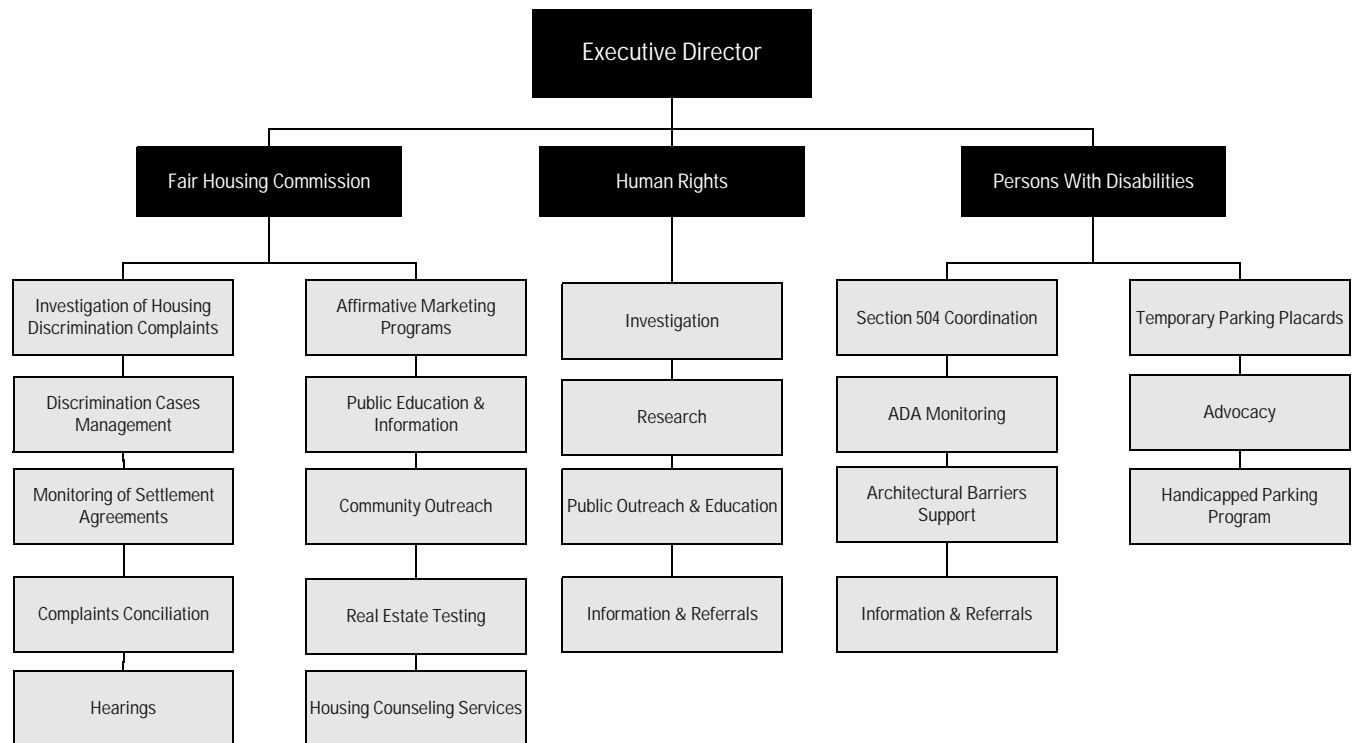 Executive Director
Fair Housing Commission
Human Rights
Persons With Disabilities
Investigation of Housing
Discrimination Complaints
Affirmative Marketing
Programs
Investigation
Section 504 Coordination
Temporary Parking Placards
Discrimination Cases
Management
Public Education &
Information
Research
ADA Monitoring
Advocacy
Monitoring of Settlement
Agreements
Community Outreach
Public Outreach & Education
Architectural Barriers
Support
Handicapped Parking
Program
Complaints Conciliation
Real Estate Testing
Information & Referrals
Information & Referrals
Hearings
Housing Counseling Services